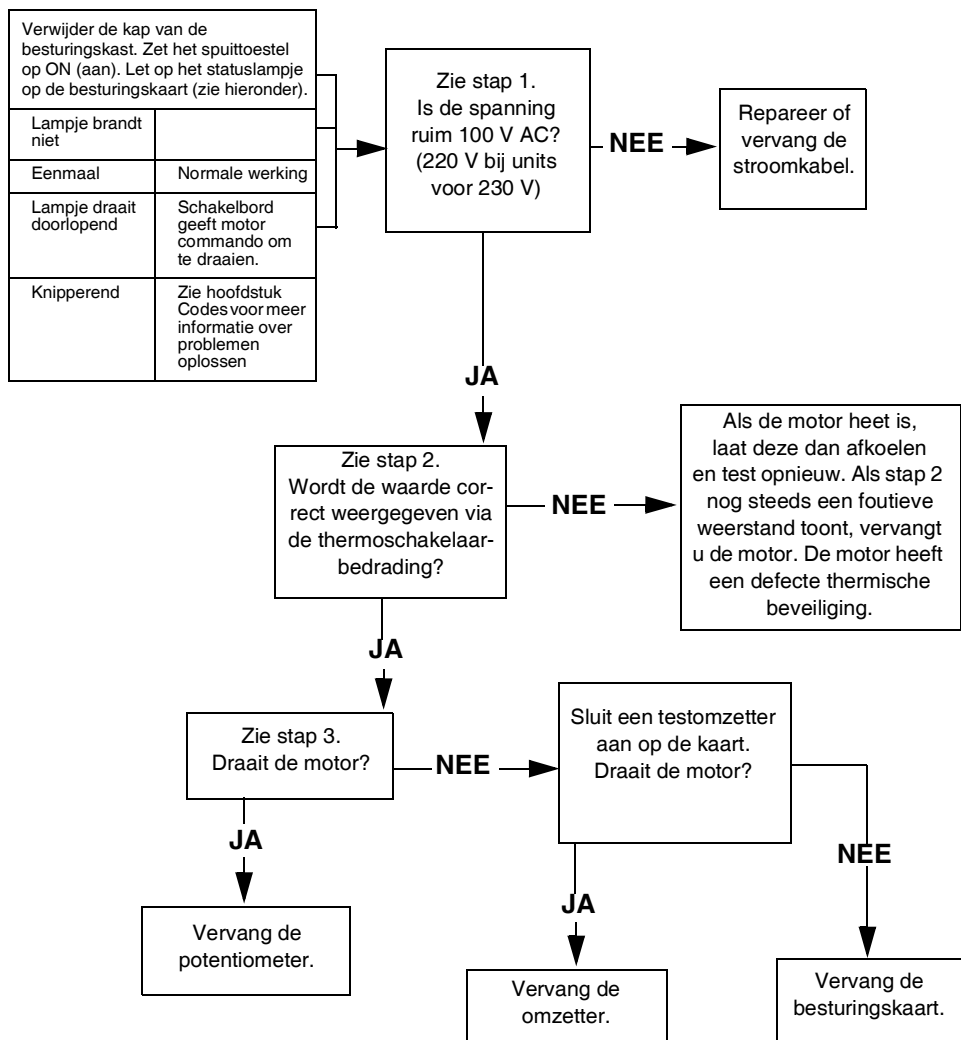 Verwijder de kap van de
besturingskast. Zet het spuittoestel
op ON (aan). Let op het statuslampje
op de besturingskaart (zie hieronder).
Lampje brandt
niet
Eenmaal
Normale werking
Lampje draait
doorlopend
Schakelbord
geeft motor
commando om
te draaien.
Knipperend
Zie hoofdstuk
Codes voor meer
informatie over
problemen
oplossen
Zie stap 1.
Is de spanning
ruim 100 V AC?
(220 V bij units
voor 230 V)
NEE
Repareer of
vervang de
stroomkabel.
JA
Zie stap 2.
Wordt de waarde cor-
rect weergegeven via
de thermoschakelaar-
bedrading?
NEE
Als de motor heet is,
laat deze dan afkoelen
en test opnieuw. Als stap 2
nog steeds een foutieve
weerstand toont, vervangt
u de motor. De motor heeft
een defecte thermische
beveiliging.
JA
Zie stap 3.
Draait de motor?
NEE
Sluit een testomzetter
aan op de kaart.
Draait de motor?
JA
Vervang de
potentiometer.
JA
Vervang de
omzetter.
NEE
Vervang de
besturingskaart.